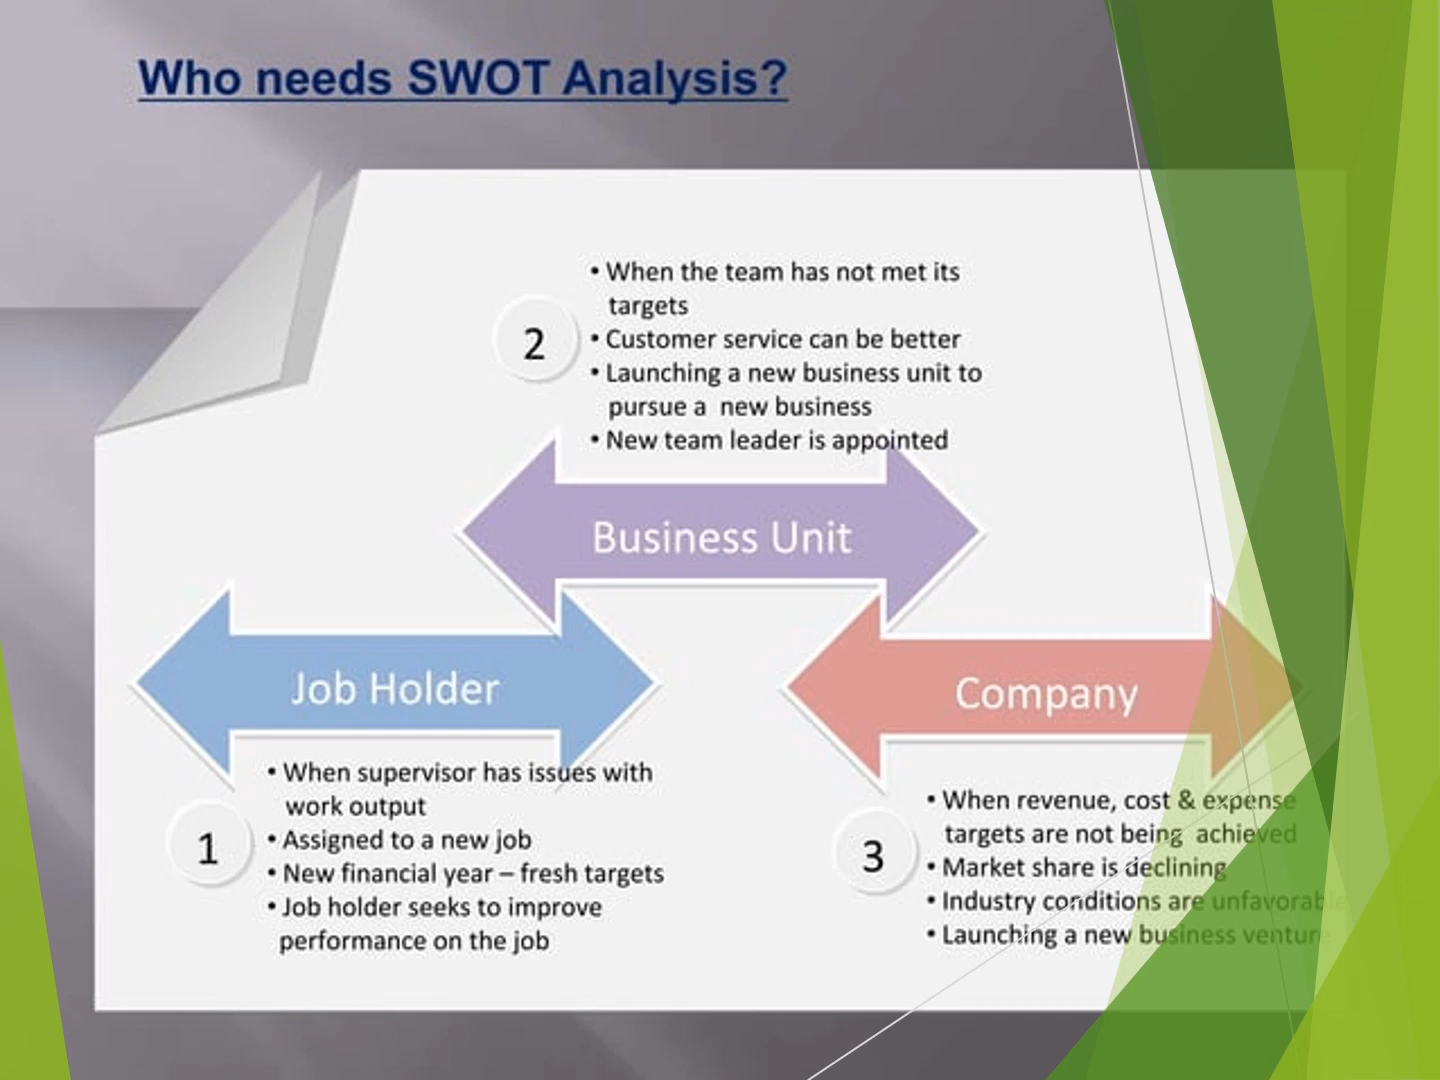 Who needs SWOT Analysis?
2
• When the team has not met its
targets
• Customer service can be better
• Launching a new business unit to
pursue a new business
• New team leader is appointed
Business Unit
Job Holder
Company
1
• When supervisor has issues with
work output
• Assigned to a new job
• New financial year – fresh targets
• Job holder seeks to improve
performance on the job
3
• When revenue, cost & expense
targets are not being achieved
• Market share is declining
• Industry conditions are unfavorable
• Launching a new business venture